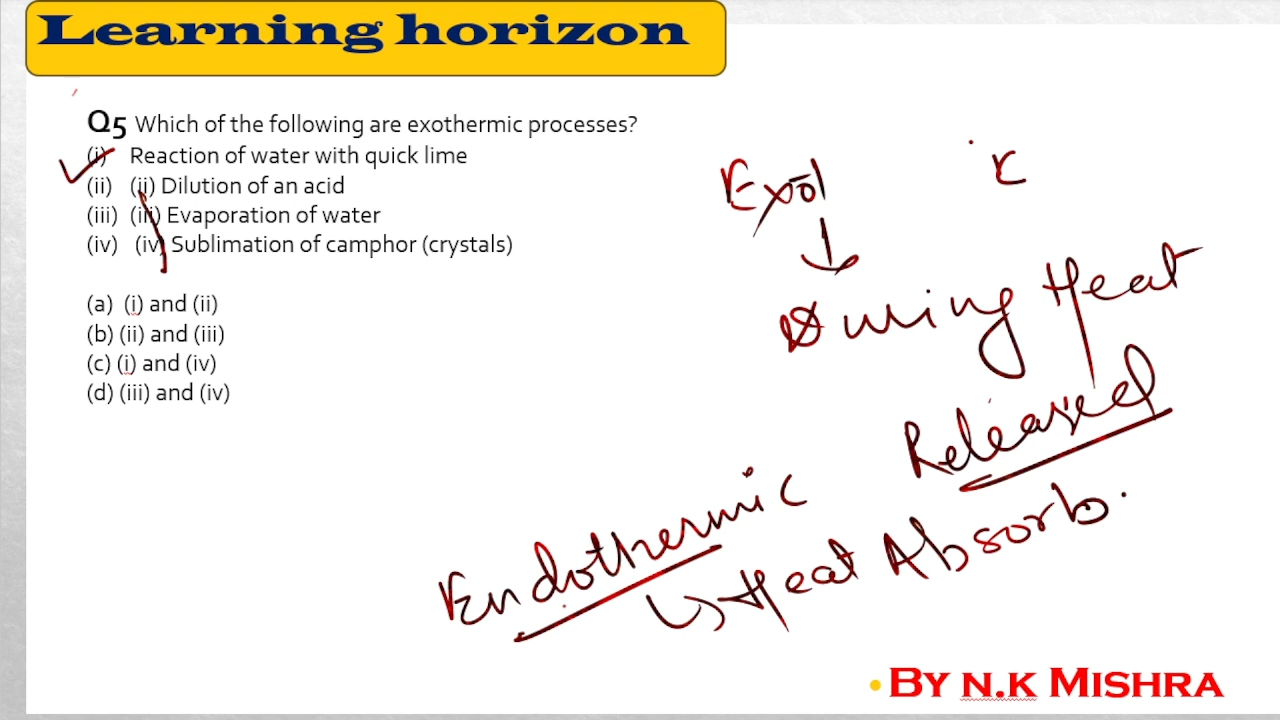 Learning horizon
Q5 Which of the following are exothermic processes?
(i) Reaction of water with quick lime
(ii) (ii) Dilution of an acid
(iii) (iii) Evaporation of water
(iv) (iv) Sublimation of camphor (crystals)
(a) (i) and (ii)
(b) (ii) and (iii)
(c) (i) and (iv)
(d) (iii) and (iv)
Heat
Released
Endothermic
Heat Absorb.
• By N.K Mishra